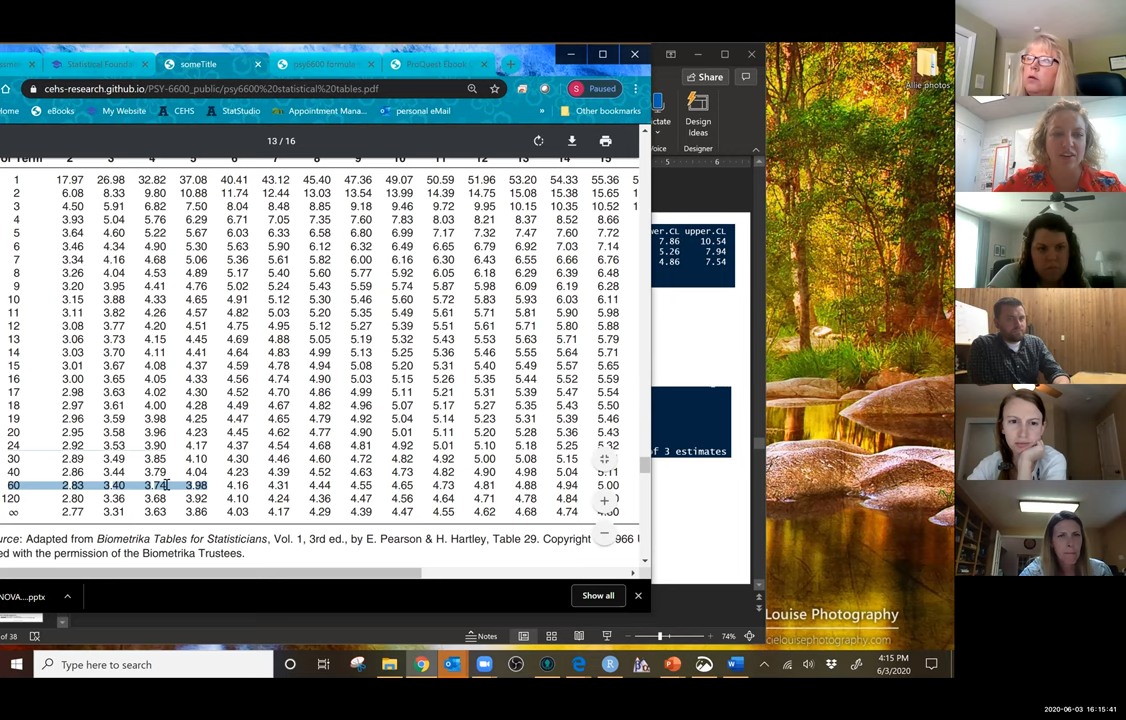 Statistical Found
someTitle
psy6600 formula
ProQuest Ebook
cehs-research.github.io/PSY-6600_public/psy6600%20statistical%20tables.pdf
S Paused
eBooks My Website CEHS StatStudio Appointment Mana... personal eMail » Other bookmarks
13 / 16
2 3 4 5 6 7 8 9 10 11 12 13 14 15
1 17.97 26.98 32.82 37.08 40.41 43.12 45.40 47.36 49.07 50.59 51.96 53.20 54.33 55.36 5
2 6.08 8.33 9.80 10.88 11.74 12.44 13.03 13.54 13.99 14.39 14.75 15.08 15.38 15.65 1
3 4.50 5.91 6.82 7.50 8.04 8.48 8.85 9.18 9.46 9.72 9.95 10.15 10.35 10.52 1
4 3.93 5.04 5.76 6.29 6.71 7.05 7.35 7.60 7.83 8.03 8.21 8.37 8.52 8.66
5 3.64 4.60 5.22 5.67 6.03 6.33 6.58 6.80 6.99 7.17 7.32 7.47 7.60 7.72
6 3.46 4.34 4.90 5.30 5.63 5.90 6.12 6.32 6.49 6.65 6.79 6.92 7.03 7.14
7 3.34 4.16 4.68 5.06 5.36 5.61 5.82 6.00 6.16 6.30 6.43 6.55 6.66 6.76
8 3.26 4.04 4.53 4.89 5.17 5.40 5.60 5.77 5.92 6.05 6.18 6.29 6.39 6.48
9 3.20 3.95 4.41 4.76 5.02 5.24 5.43 5.59 5.74 5.87 5.98 6.09 6.19 6.28
10 3.15 3.88 4.33 4.65 4.91 5.12 5.30 5.46 5.60 5.72 5.83 5.93 6.03 6.11
11 3.11 3.82 4.26 4.57 4.82 5.03 5.20 5.35 5.49 5.61 5.71 5.81 5.90 5.98
12 3.08 3.77 4.20 4.51 4.75 4.95 5.12 5.27 5.39 5.51 5.61 5.71 5.80 5.88
13 3.06 3.73 4.15 4.45 4.69 4.88 5.05 5.19 5.32 5.43 5.53 5.63 5.71 5.79
14 3.03 3.70 4.11 4.41 4.64 4.83 4.99 5.13 5.25 5.36 5.46 5.55 5.64 5.71
15 3.01 3.67 4.08 4.37 4.59 4.78 4.94 5.08 5.20 5.31 5.40 5.49 5.57 5.65
16 3.00 3.65 4.05 4.33 4.56 4.74 4.90 5.03 5.15 5.26 5.35 5.44 5.52 5.59
17 2.98 3.63 4.02 4.30 4.52 4.70 4.86 4.99 5.11 5.21 5.31 5.39 5.47 5.54
18 2.97 3.61 4.00 4.28 4.49 4.67 4.82 4.96 5.07 5.17 5.27 5.35 5.43 5.50
19 2.96 3.59 3.98 4.25 4.47 4.65 4.79 4.92 5.04 5.14 5.23 5.31 5.39 5.46
20 2.95 3.58 3.96 4.23 4.45 4.62 4.77 4.90 5.01 5.11 5.20 5.28 5.36 5.43
24 2.92 3.53 3.90 4.17 4.37 4.54 4.68 4.81 4.92 5.01 5.10 5.18 5.25 5.32
30 2.89 3.49 3.85 4.10 4.30 4.46 4.60 4.72 4.82 4.92 5.00 5.08 5.15
40 2.86 3.44 3.79 4.04 4.23 4.39 4.52 4.63 4.73 4.82 4.90 4.98 5.04 5.11
60 2.83 3.40 3.74 3.98 4.16 4.31 4.44 4.55 4.65 4.73 4.81 4.88 4.94 5.00
120 2.80 3.36 3.68 3.92 4.10 4.24 4.36 4.47 4.56 4.64 4.71 4.78 4.84
∞ 2.77 3.31 3.63 3.86 4.03 4.17 4.29 4.39 4.47 4.55 4.62 4.68 4.74 4.80
urce: Adapted from Biometrika Tables for Statisticians, Vol. 1, 3rd ed., by E. Pearson & H. Hartley, Table 29. Copyright 966 U
ed with the permission of the Biometrika Trustees.
NOVA....pptx
Show all
of 38
Share
Design
Ideas
Designer
5 6
wer.CL upper.CL
7.86 10.54
5.26 7.94
4.86 7.54
of 3 estimates
Notes
74%
Allie photos
Louise Photography
cielouisephotography.com
Type here to search
4:15 PM
6/3/2020
2020-06-03 16:15:41